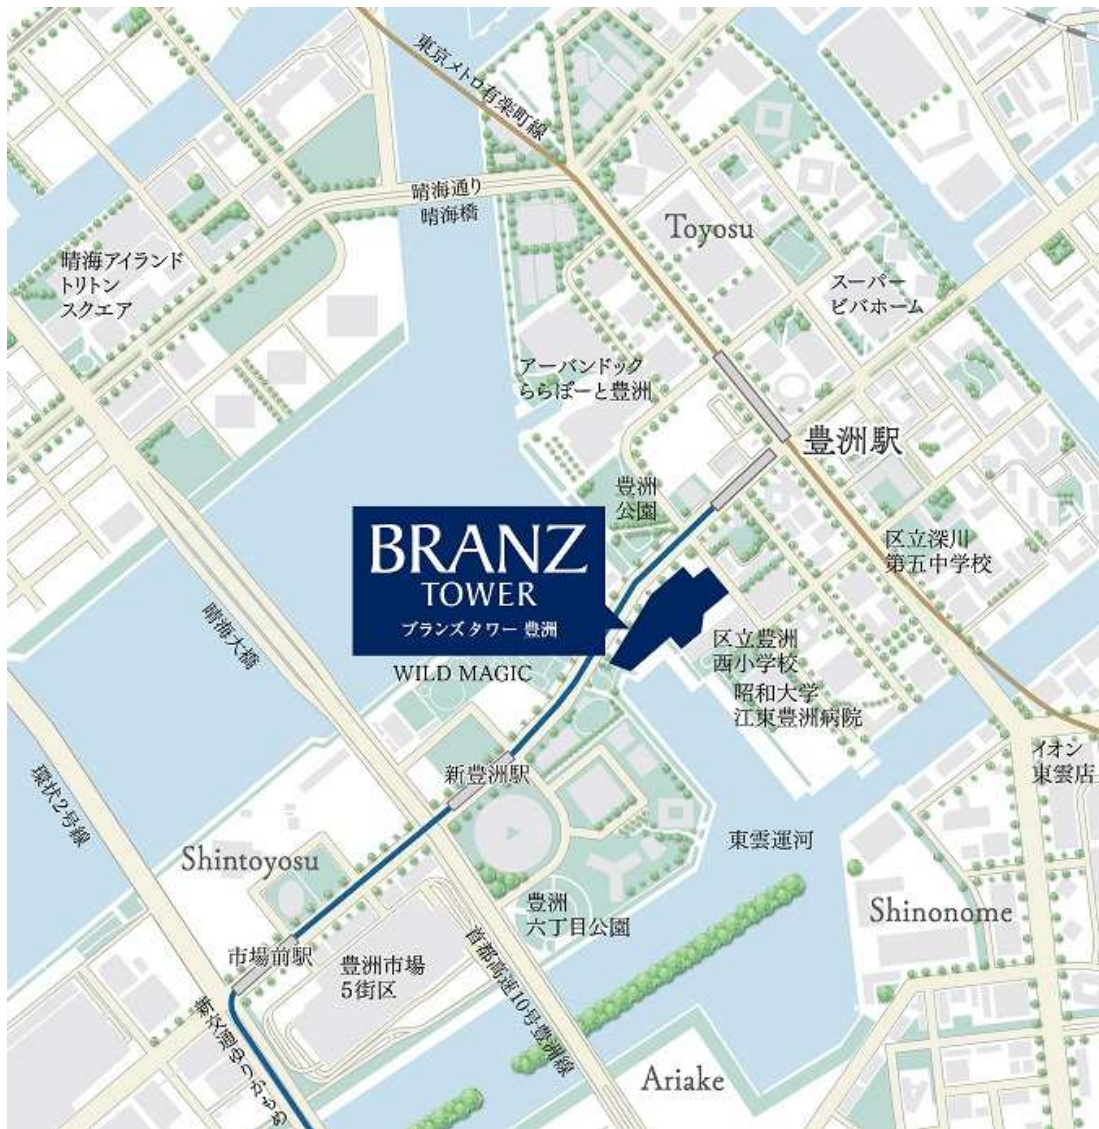 東京メトロ有楽町線
晴海通り
晴海橋
Toyosu
晴海アイランド
トリトン
スクエア
スーパー
ビバホーム
アーバンドック
ららぽーと豊洲
豊洲駅
豊洲
公園
区立深川
第五中学校
BRANZ
TOWER
ブランズタワー 豊洲
WILD MAGIC
晴海大橋
区立豊洲
西小学校
昭和大学
江東豊洲病院
イオン
東雲店
新豊洲駅
環状2号線
東雲運河
Shintoyosu
Shinonome
豊洲
六丁目公園
市場前駅
豊洲市場
5街区
首都高速10号豊洲線
新交通ゆりかもめ
Ariake